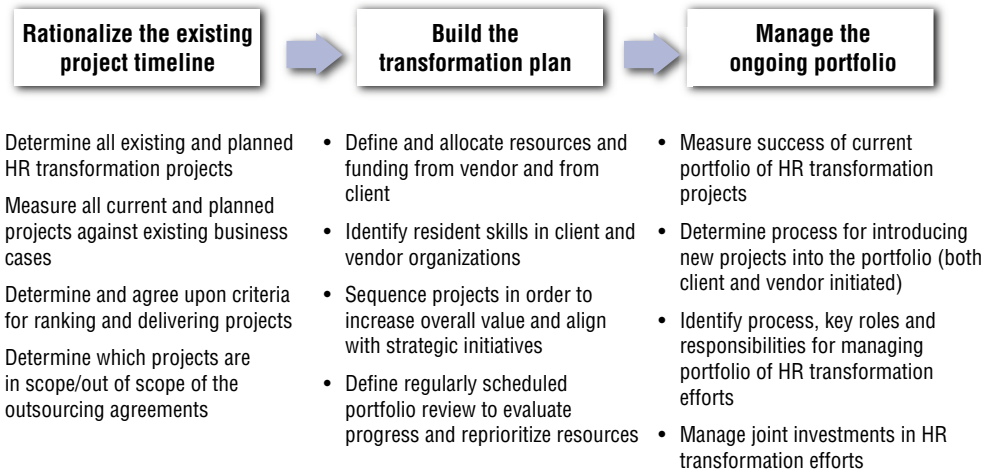 Rationalize the existing
project timeline
Build the
transformation plan
Manage the
ongoing portfolio
Determine all existing and planned
HR transformation projects
Measure all current and planned
projects against existing business
cases
Determine and agree upon criteria
for ranking and delivering projects
Determine which projects are
in scope/out of scope of the
outsourcing agreements
• Define and allocate resources and
funding from vendor and from
client
• Identify resident skills in client and
vendor organizations
• Sequence projects in order to
increase overall value and align
with strategic initiatives
• Define regularly scheduled
portfolio review to evaluate
progress and reprioritize resources
• Measure success of current
portfolio of HR transformation
projects
• Determine process for introducing
new projects into the portfolio (both
client and vendor initiated)
• Identify process, key roles and
responsibilities for managing
portfolio of HR transformation
efforts
• Manage joint investments in HR
transformation efforts